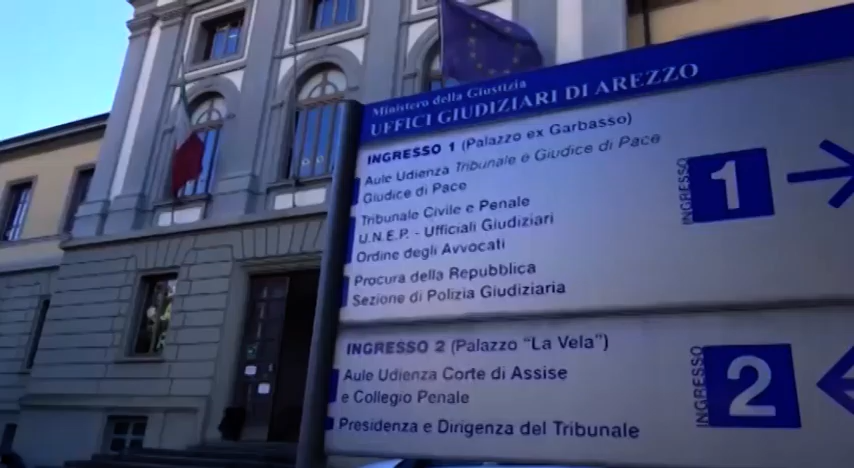 Ministero della Giustizia
UFFICI GIUDIZIARI DI AREZZO
INGRESSO 1 (Palazzo ex Garbasso)
Aule Udienza Tribunale e Giudice di Pace
Giudice di Pace
Tribunale Civile e Penale
U.N.E.P. - Ufficiali Giudiziari
Ordine degli Avvocati
Procura della Repubblica
Sezione di Polizia Giudiziaria
INGRESSO
1
INGRESSO 2 (Palazzo "La Vela")
Aule Udienza Corte di Assise
e Collegio Penale
Presidenza e Dirigenza del Tribunale
INGRESSO
2